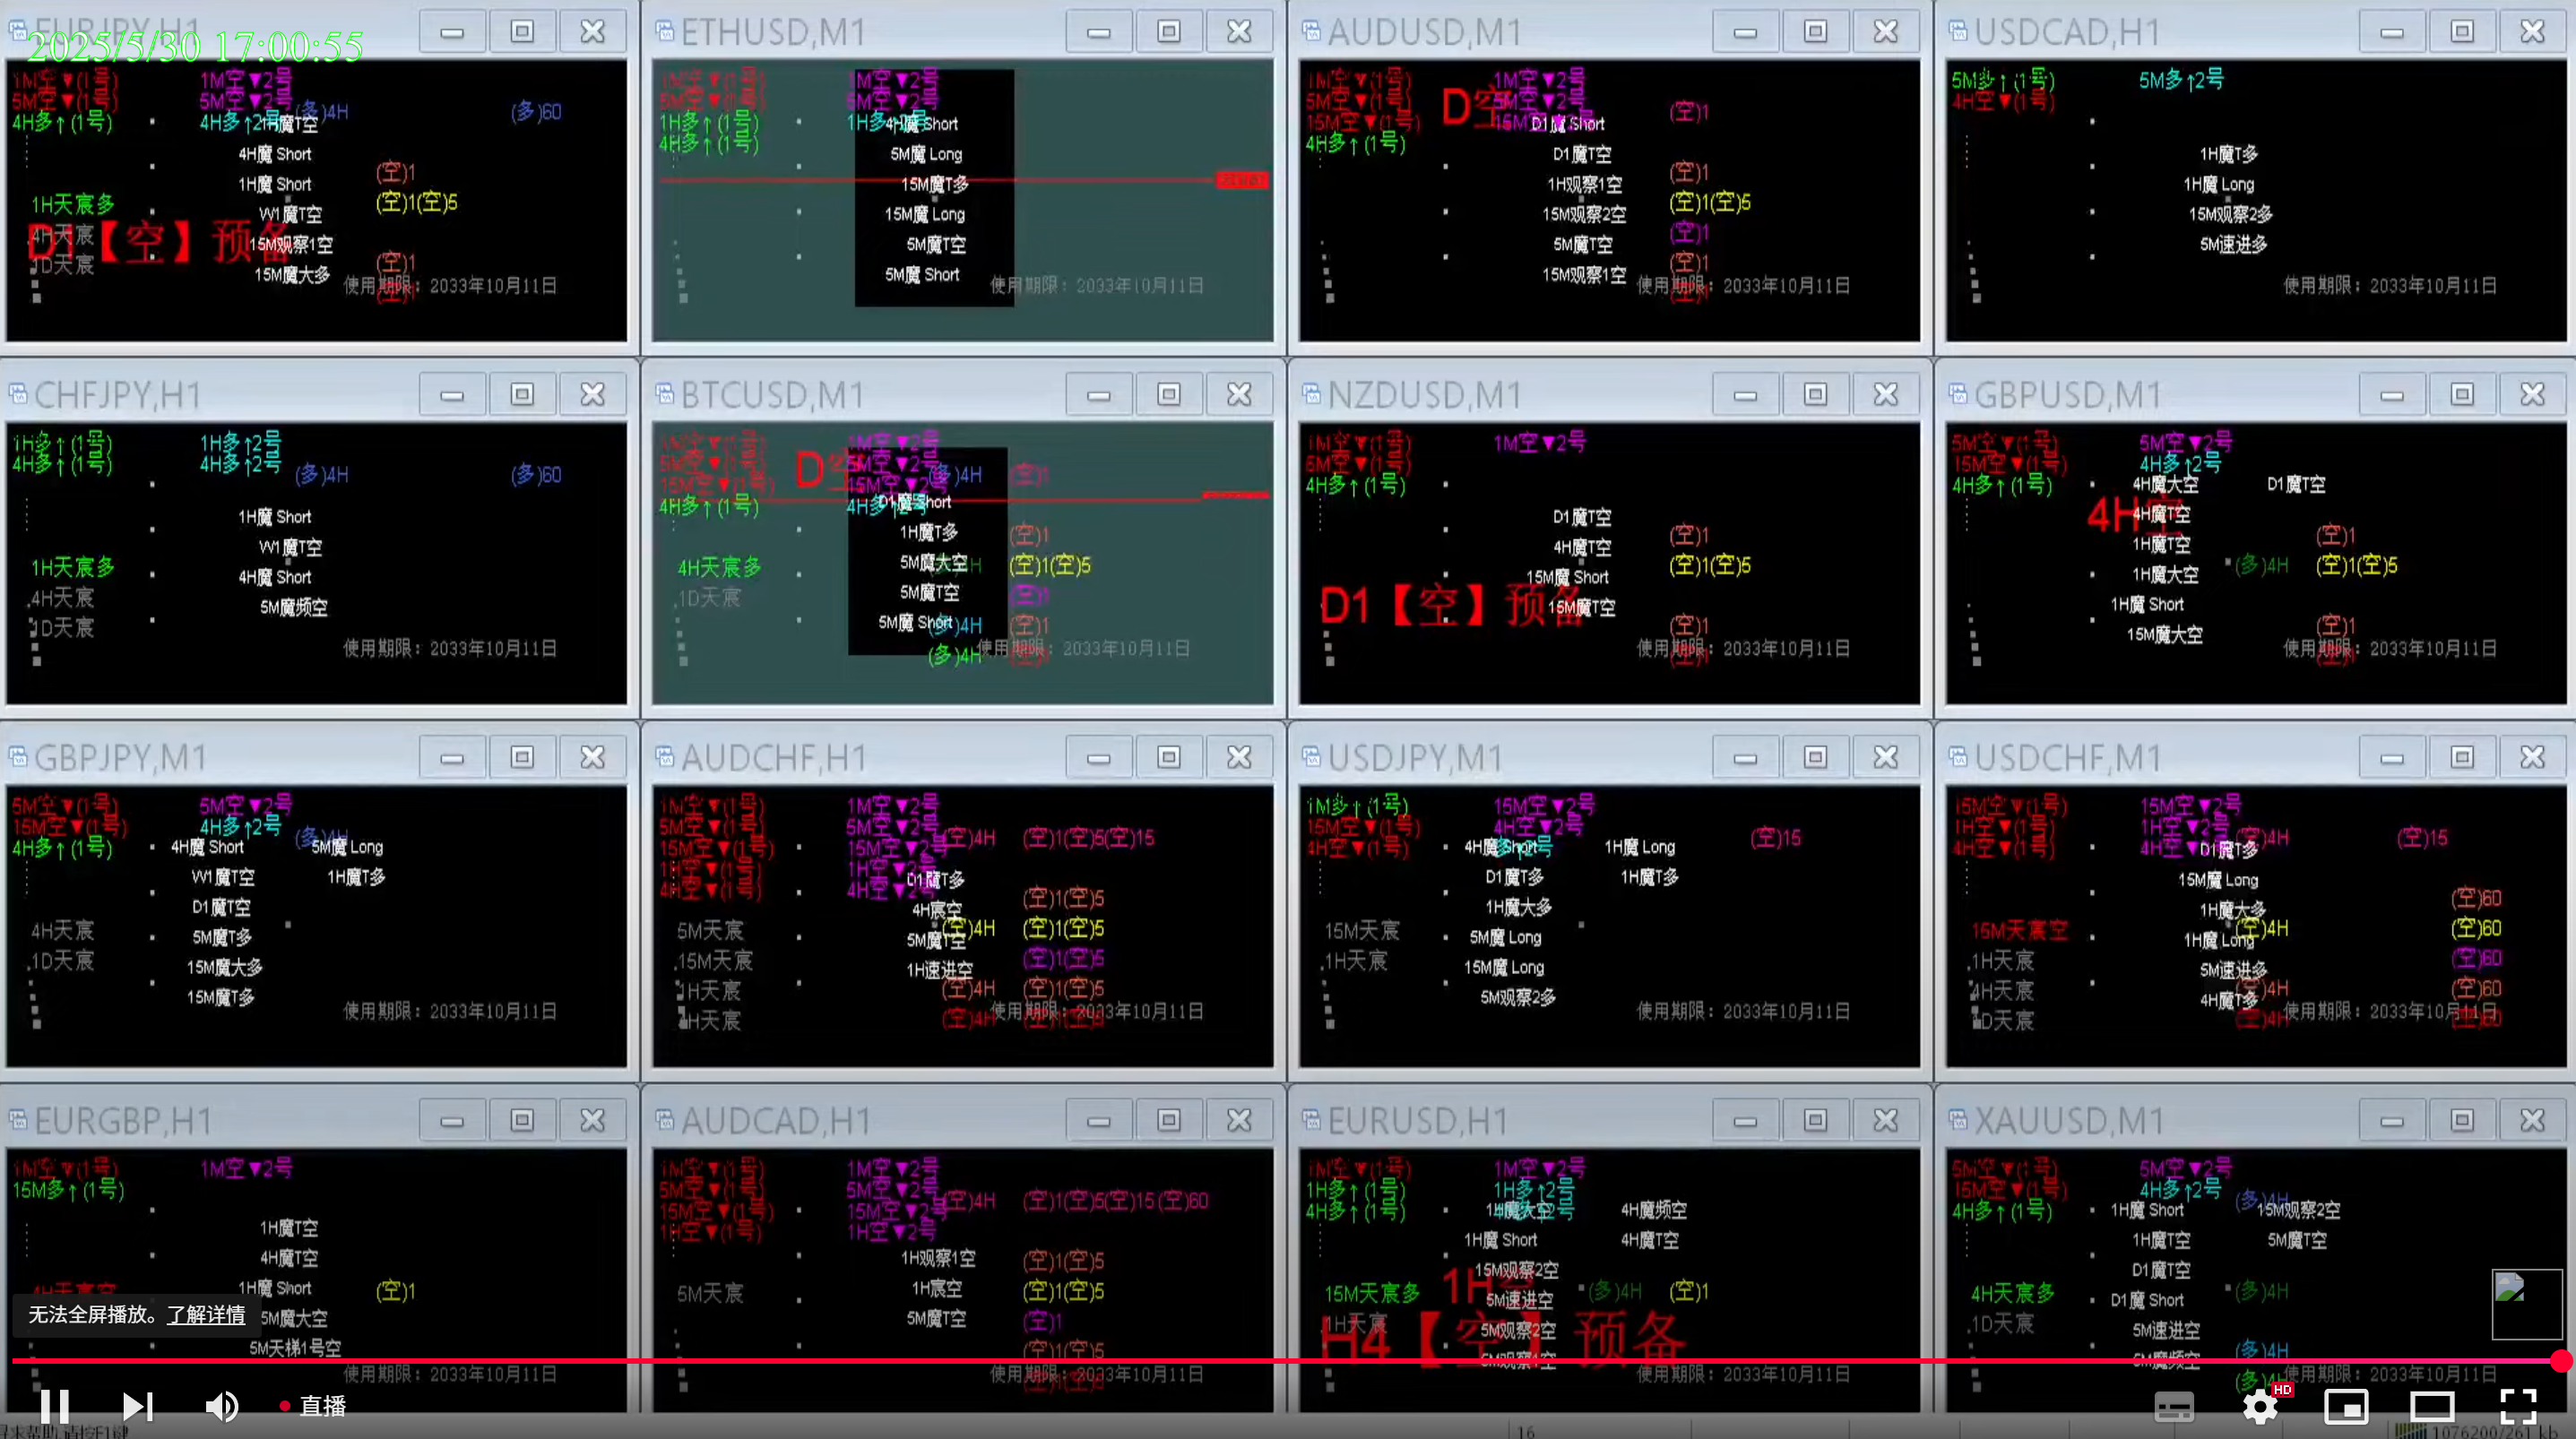 EURJPY,H1
2025/5/30 17:00:55
1M空▼(1号)
1M空▼2号
5M空▼(1号)
5M空▼2号
(多)4H
(多)60
4H多↑(1号)
4H多↑2号
4H魔 Short
1H魔 Short
(空)1
1H天宸多
W1魔T空
(空)1(空)5
4H天宸
D1【空】预备
15M观察1空
1D天宸
15M魔大多
(空)1
使用期限：2033年10月11日
ETHUSD,M1
1M空▼(1号)
1M空▼2号
5M空▼(1号)
5M空▼2号
1H多↑(1号)
4H魔 Short
4H多↑(1号)
5M魔 Long
15M魔T多
15M魔 Long
5M魔T空
5M魔 Short
使用期限：2033年10月11日
AUDUSD,M1
1M空▼(1号)
1M空▼2号
5M空▼(1号)
5M空▼2号
D空
(空)1
15M空▼(1号)
D1魔 Short
4H多↑(1号)
D1魔T空
1H观察1空
(空)1
15M观察2空
(空)1(空)5
5M魔T空
(空)1
15M观察1空
(空)1
使用期限：2033年10月11日
USDCAD,H1
5M多↑(1号)
5M多↑2号
4H空▼(1号)
1H魔T多
1H魔 Long
15M观察2多
5M速进多
使用期限：2033年10月11日
CHFJPY,H1
1H多↑(1号)
1H多↑2号
4H多↑(1号)
4H多↑2号
(多)4H
(多)60
1H魔 Short
W1魔T空
1H天宸多
4H魔 Short
4H天宸
5M魔频空
1D天宸
使用期限：2033年10月11日
BTCUSD,M1
1M空▼(1号)
1M空▼2号
5M空▼(1号)
5M空▼2号
D空
(多)4H
(空)1
15M空▼(1号)
15M空▼2号
4H多↑(1号)
D1魔 Short
1H魔T多
(空)1
4H天宸多
5M魔大空
(空)1(空)5
1D天宸
5M魔T空
(空)1
5M魔 Short
(多)4H
(空)1
(多)4H
使用期限：2033年10月11日
NZDUSD,M1
1M空▼(1号)
1M空▼2号
5M空▼(1号)
4H多↑(1号)
D1魔T空
(空)1
4H魔T空
(空)1(空)5
15M魔 Short
D1【空】预备
15M魔T空
(空)1
使用期限：2033年10月11日
GBPUSD,M1
5M空▼(1号)
5M空▼2号
15M空▼(1号)
4H多↑2号
4H多↑(1号)
4H魔大空
D1魔T空
4H空
4H魔T空
1H魔T空
(空)1
1H魔大空
(多)4H
(空)1(空)5
1H魔 Short
15M魔大空
(空)1
使用期限：2033年10月11日
GBPJPY,M1
5M空▼(1号)
5M空▼2号
15M空▼(1号)
4H多↑2号
4H多↑(1号)
4H魔 Short
5M魔 Long
W1魔T空
1H魔T多
D1魔T空
4H天宸
5M魔T多
1D天宸
15M魔大多
15M魔T多
使用期限：2033年10月11日
AUDCHF,H1
1M空▼(1号)
1M空▼2号
5M空▼(1号)
5M空▼2号
(空)4H
(空)1(空)5(空)15
15M空▼(1号)
15M空▼2号
1H空▼(1号)
D1魔T多
4H空▼(1号)
4H空▼2号
4H宸空
(空)1(空)5
5M天宸
5M魔T空
(空)4H
(空)1(空)5
15M天宸
1H速进空
(空)1(空)5
1H天宸
(空)4H
(空)1(空)5
4H天宸
(空)4H
使用期限：2033年10月11日
USDJPY,M1
1M多↑(1号)
15M空▼2号
15M空▼(1号)
4H空▼2号
(空)15
4H空▼(1号)
4H魔 Short
1H魔 Long
D1魔T多
1H魔T多
1H魔大多
15M天宸
5M魔 Long
1H天宸
15M魔 Long
5M观察2多
使用期限：2033年10月11日
USDCHF,M1
15M空▼(1号)
15M空▼2号
1H空▼(1号)
1H空▼2号
(空)4H
(空)15
4H空▼(1号)
4H空▼2号
D1魔T多
15M魔 Long
1H魔大多
(空)60
15M天宸空
1H魔 Long
(空)4H
(空)60
1H天宸
5M速进多
(空)60
4H天宸
4H魔T多
(空)4H
(空)60
1D天宸
(空)4H
使用期限：2033年10月11日
EURGBP,H1
1M空▼(1号)
1M空▼2号
15M多↑(1号)
1H魔T空
4H魔T空
4H天宸空
1H魔 Short
(空)1
5M魔大空
5M天梯1号空
使用期限：2033年10月11日
AUDCAD,H1
1M空▼(1号)
1M空▼2号
5M空▼(1号)
5M空▼2号
(空)4H
(空)1(空)5(空)15(空)60
15M空▼(1号)
15M空▼2号
1H空▼(1号)
1H空▼2号
1H观察1空
(空)1(空)5
5M天宸
1H宸空
(空)1(空)5
5M魔T空
(空)1
(空)1(空)5
使用期限：2033年10月11日
EURUSD,H1
1M空▼(1号)
1M空▼2号
1H多↑(1号)
1H多↑2号
4H多↑(1号)
1H魔大空
4H魔频空
1H魔 Short
4H魔T空
15M观察2空
15M天宸多
1H空
5M速进空
(多)4H
(空)1
1H天宸
H4【空】预备
5M观察2空
使用期限：2033年10月11日
XAUUSD,M1
5M空▼(1号)
5M空▼2号
15M空▼(1号)
4H多↑2号
4H多↑(1号)
1H魔 Short
(多)4H
15M观察2空
1H魔T空
5M魔T空
D1魔T空
4H天宸多
D1魔 Short
(多)4H
1D天宸
5M速进空
5M魔频空
(多)4H
使用期限：2033年10月11日
无法全屏播放。了解详情
直播
HD
16
1076200/261 kb